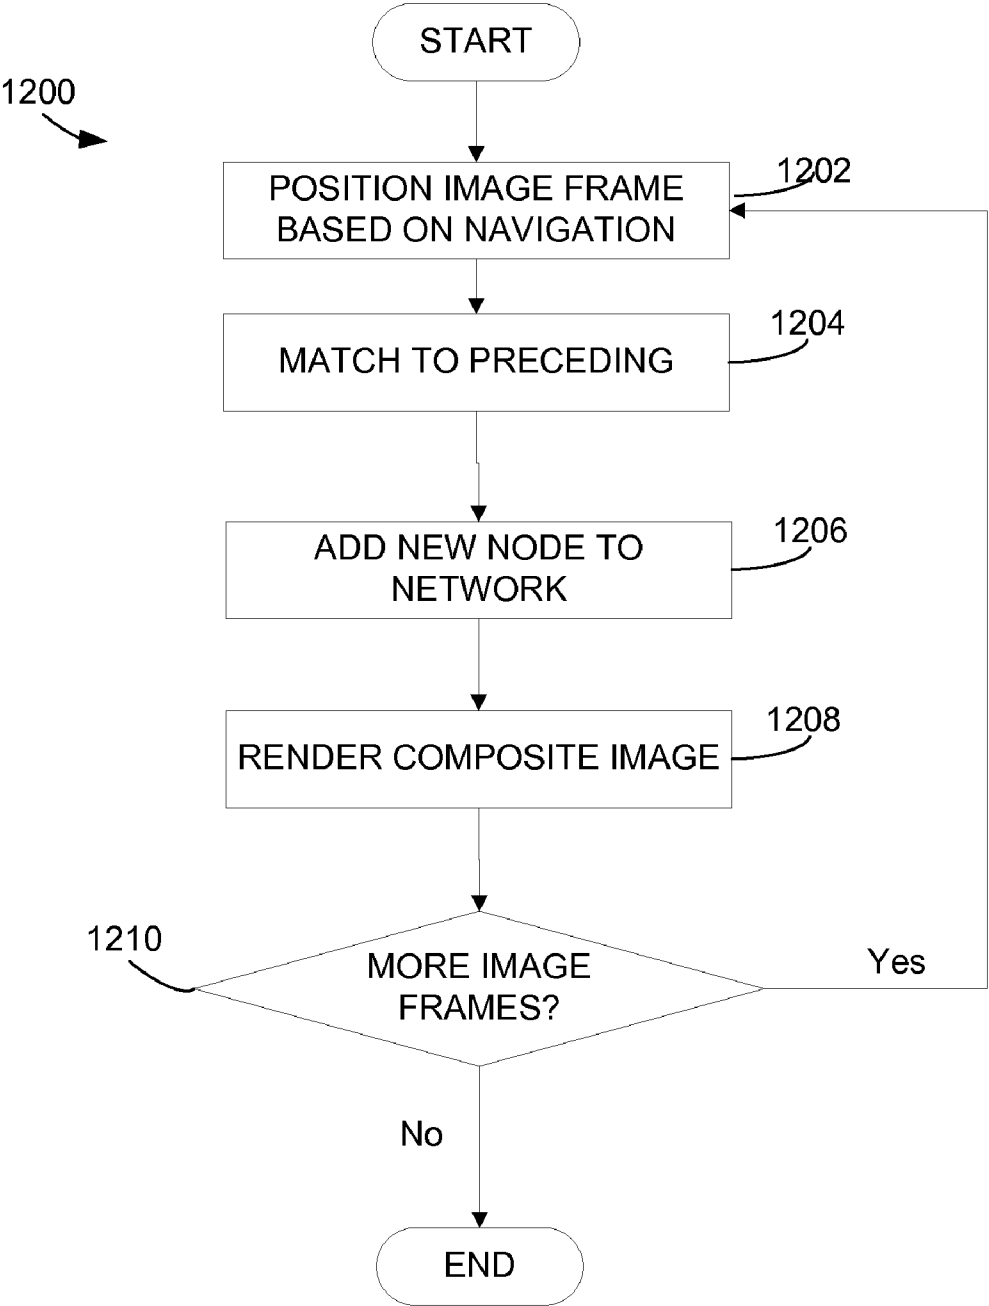 START
1200
POSITION IMAGE FRAME
BASED ON NAVIGATION
1202
MATCH TO PRECEDING
1204
ADD NEW NODE TO
NETWORK
1206
RENDER COMPOSITE IMAGE
1208
1210
MORE IMAGE
FRAMES?
Yes
No
END